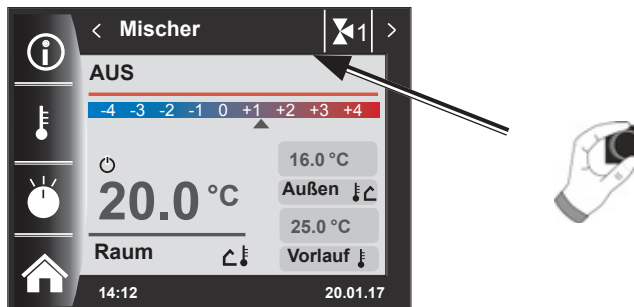 < Mischer 1 >
AUS
-4 -3 -2 -1 0 +1 +2 +3 +4
16.0 °C
20.0 °C
Außen
25.0 °C
Raum
Vorlauf
14:12 20.01.17